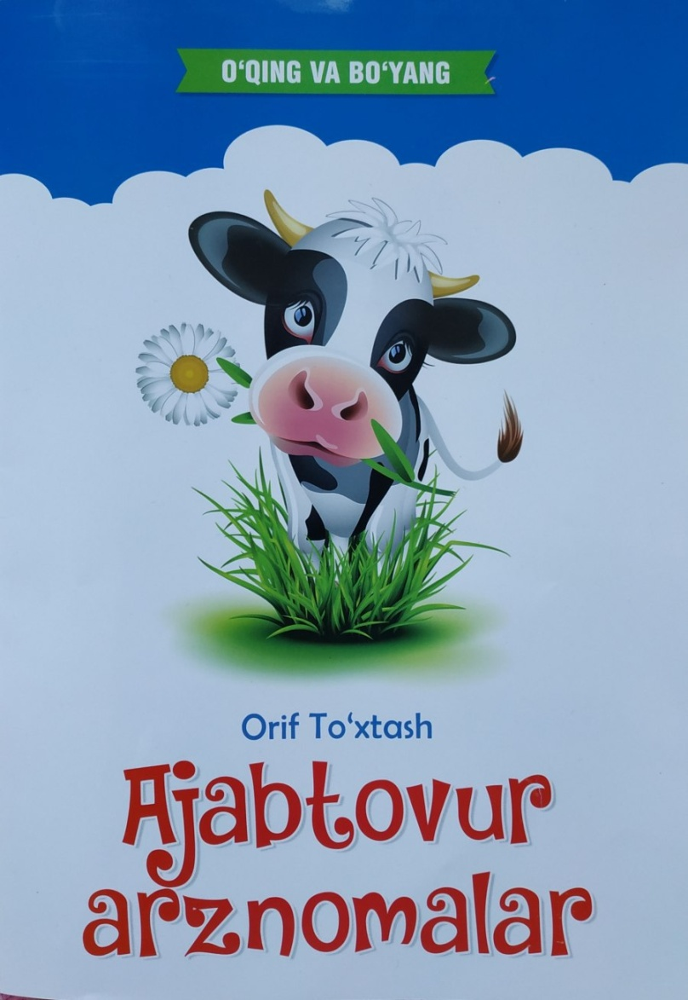 O‘QING VA BO‘YANG
Orif To‘xtash
Ajabtovur
arznomalar